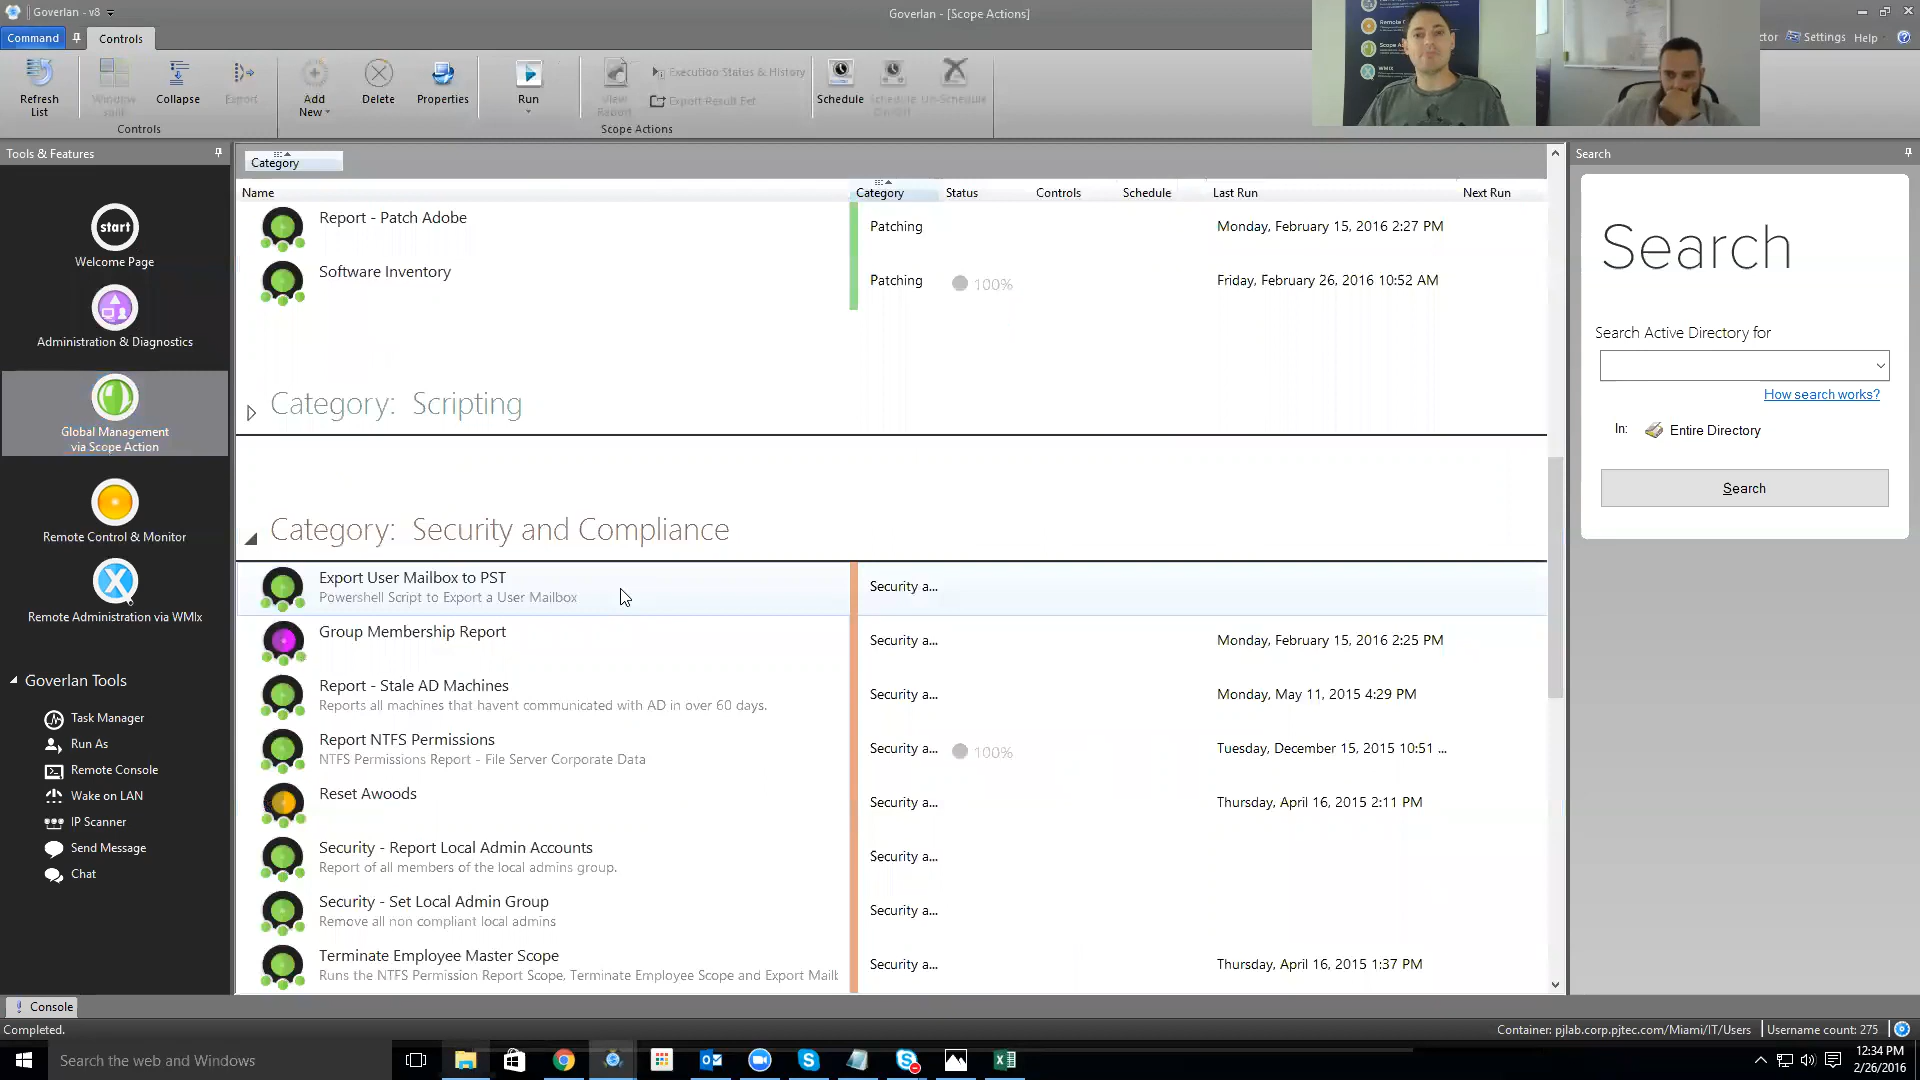 Goverlan - v8
Goverlan - [Scope Actions]
Command
Controls
Settings
Help
Refresh List
Collapse
Export
Controls
Add New
Delete
Properties
Run
View Report
Execution Status & History
Export Result Set
Scope Actions
Schedule
Un-Schedule
Tools & Features
start
Welcome Page
Administration & Diagnostics
Global Management
via Scope Action
Remote Control & Monitor
Remote Administration via WMIx
Goverlan Tools
Task Manager
Run As
Remote Console
Wake on LAN
IP Scanner
Send Message
Chat
Category
Name Category Status Controls Schedule Last Run Next Run
Report - Patch Adobe Patching Monday, February 15, 2016 2:27 PM
Software Inventory Patching 100% Friday, February 26, 2016 10:52 AM
Category: Scripting
Category: Security and Compliance
Export User Mailbox to PST Security a...
Powershell Script to Export a User Mailbox
Group Membership Report Security a... Monday, February 15, 2016 2:25 PM
Report - Stale AD Machines Security a... Monday, May 11, 2015 4:29 PM
Reports all machines that havent communicated with AD in over 60 days.
Report NTFS Permissions Security a... 100% Tuesday, December 15, 2015 10:51 ...
NTFS Permissions Report - File Server Corporate Data
Reset Awoods Security a... Thursday, April 16, 2015 2:11 PM
Security - Report Local Admin Accounts Security a...
Report of all members of the local admins group.
Security - Set Local Admin Group Security a...
Remove all non compliant local admins
Terminate Employee Master Scope Security a... Thursday, April 16, 2015 1:37 PM
Runs the NTFS Permission Report Scope, Terminate Employee Scope and Export Mailb
Search
Search
Search Active Directory for
How search works?
In: Entire Directory
Search
Console
Completed.
Container: pjlab.corp.pjtec.com/Miami/IT/Users
Username count: 275
Search the web and Windows
12:34 PM
2/26/2016